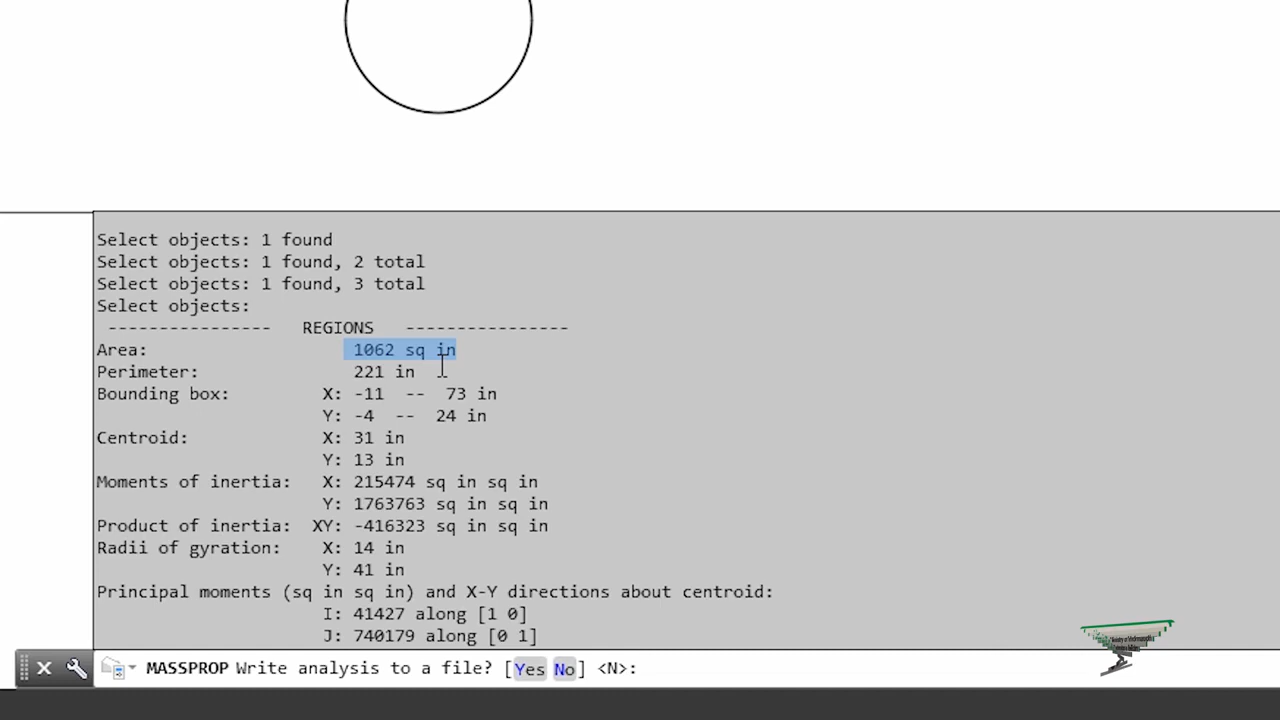 Select objects: 1 found
Select objects: 1 found, 2 total
Select objects: 1 found, 3 total
Select objects:
---------------- REGIONS ----------------
Area: 1062 sq in
Perimeter: 221 in
Bounding box: X: -11 -- 73 in
Y: -4 -- 24 in
Centroid: X: 31 in
Y: 13 in
Moments of inertia: X: 215474 sq in sq in
Y: 1763763 sq in sq in
Product of inertia: XY: -416323 sq in sq in
Radii of gyration: X: 14 in
Y: 41 in
Principal moments (sq in sq in) and X-Y directions about centroid:
I: 41427 along [1 0]
J: 740179 along [0 1]
MASSPROP Write analysis to a file? [Yes No] <N>: